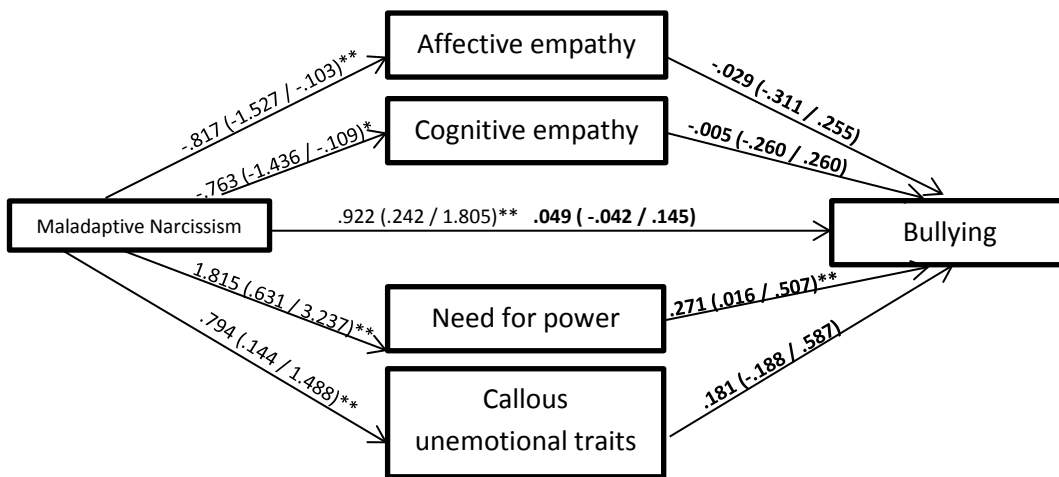 Affective empathy
-.817 (-1.527 / -.103)**
-.029 (-.311 / .255)
Cognitive empathy
-.763 (-1.436 / -.109)*
-.005 (-.260 / .260)
Maladaptive Narcissism
.922 (.242 / 1.805)** .049 ( -.042 / .145)
Bullying
1.815 (.631 / 3.237)**
Need for power
.271 (.016 / .507)**
.794 (.144 / 1.488)**
Callous
unemotional traits
.181 (-.188 / .587)